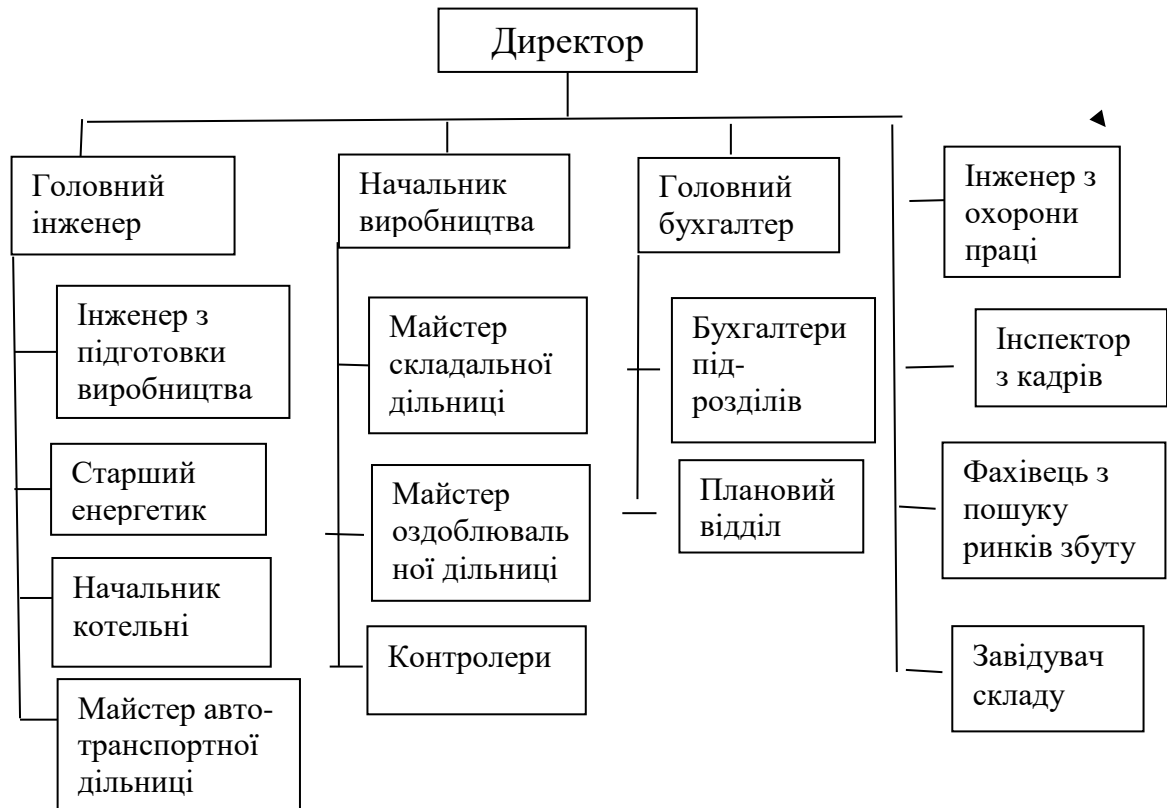 Директор
Головний
інженер
Інженер з
підготовки
виробництва
Старший
енергетик
Начальник
котельні
Майстер авто-
транспортної
дільниці
Начальник
виробництва
Майстер
складальної
дільниці
Майстер
оздоблюваль
ної дільниці
Контролери
Головний
бухгалтер
Бухгалтери
під-
розділів
Плановий
відділ
Інженер з
охорони
праці
Інспектор
з кадрів
Фахівець з
пошуку
ринків збуту
Завідувач
складу